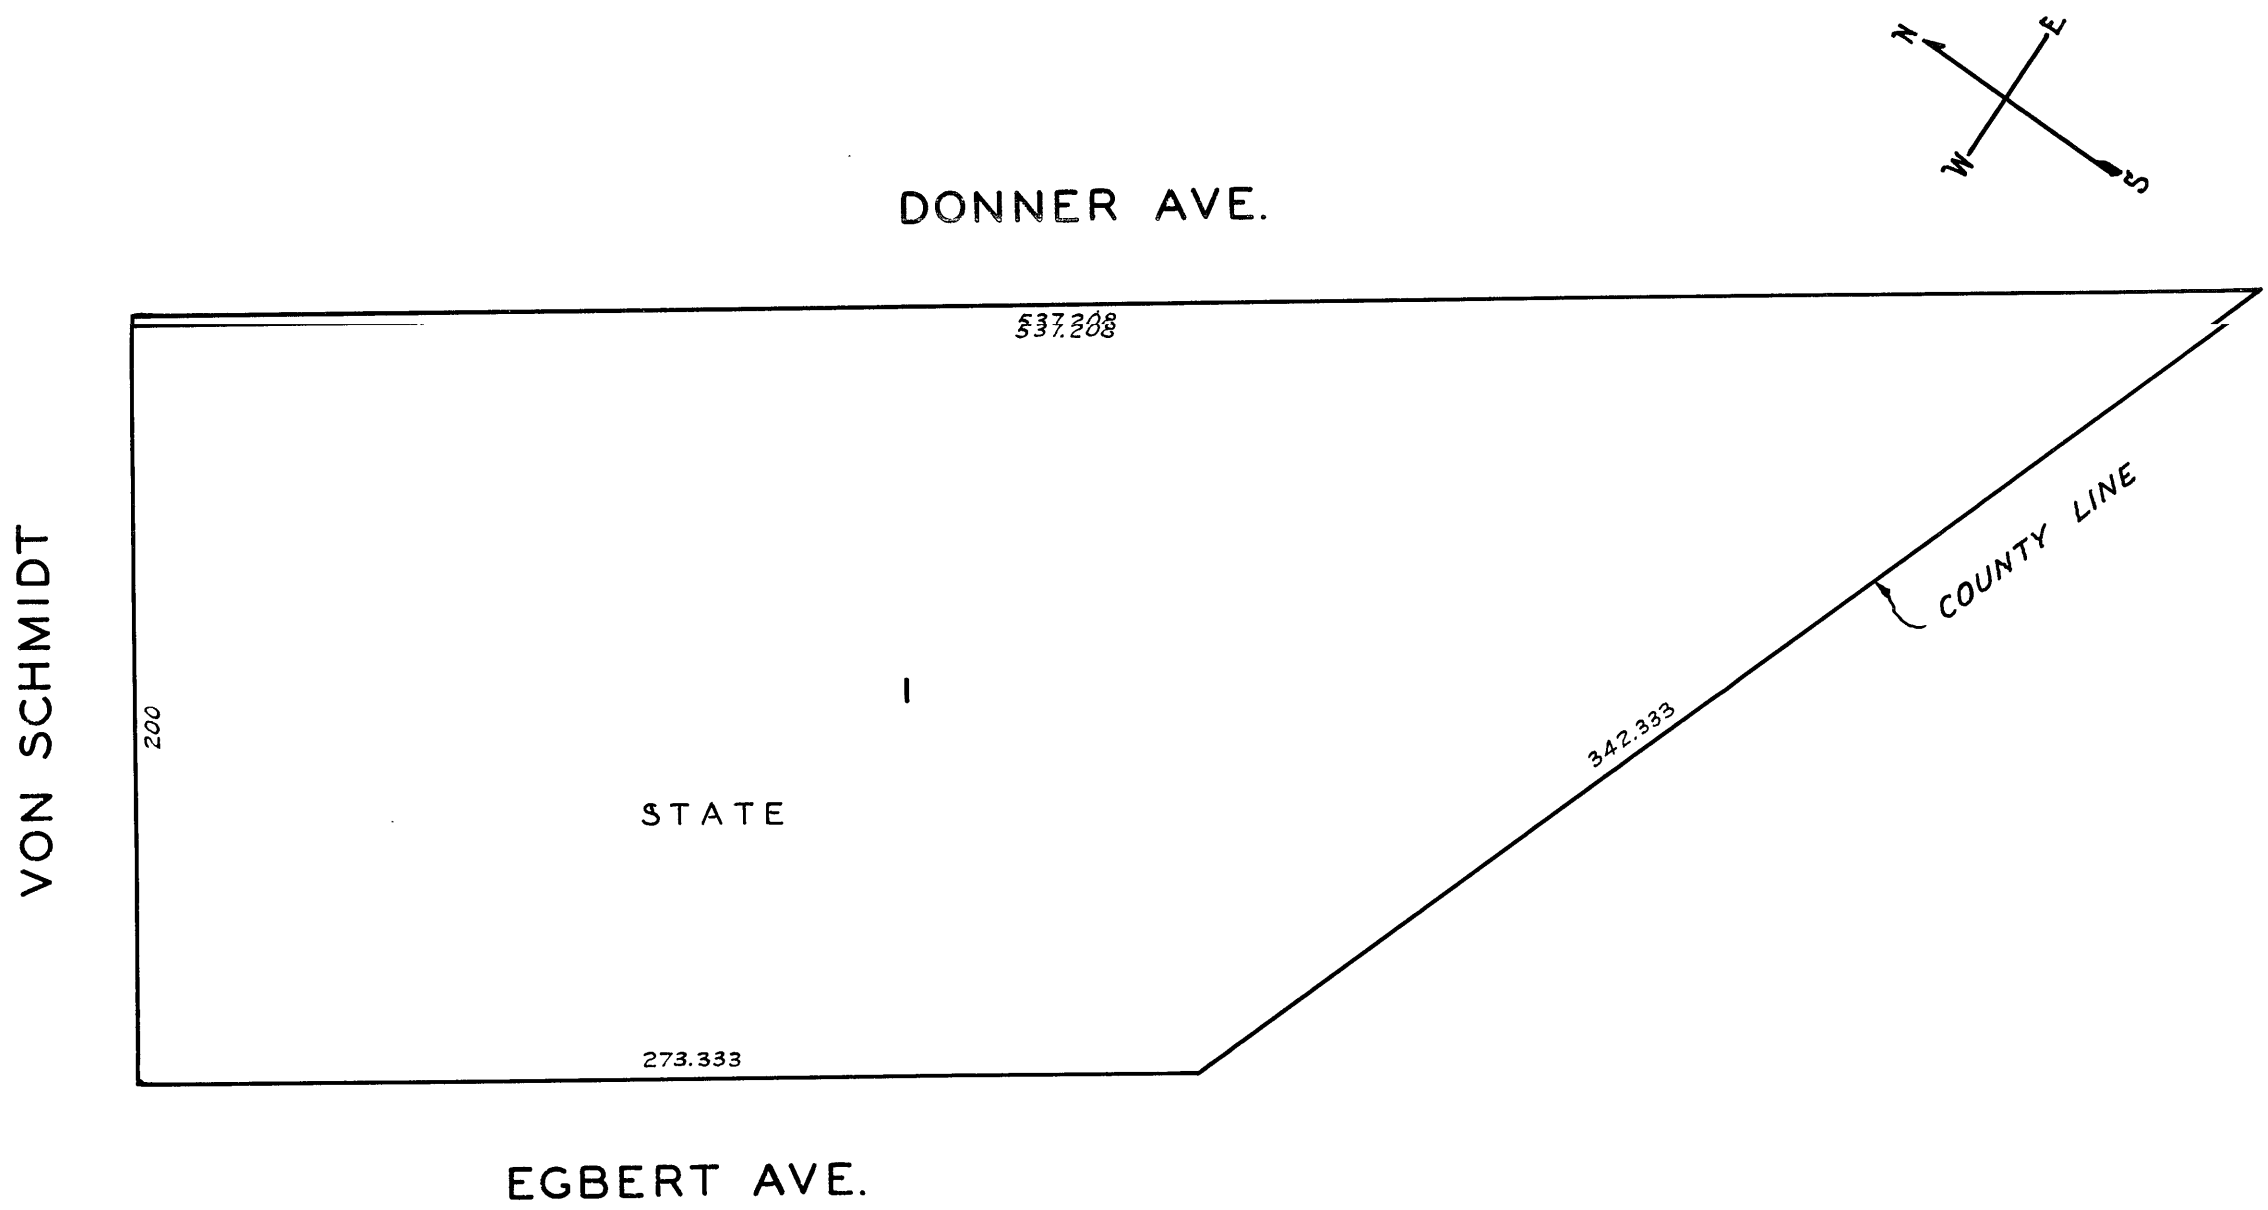 N
E
W
S
DONNER AVE.
537.208
537.208
COUNTY LINE
VON SCHMIDT
200
1
342.333
STATE
273.333
EGBERT AVE.